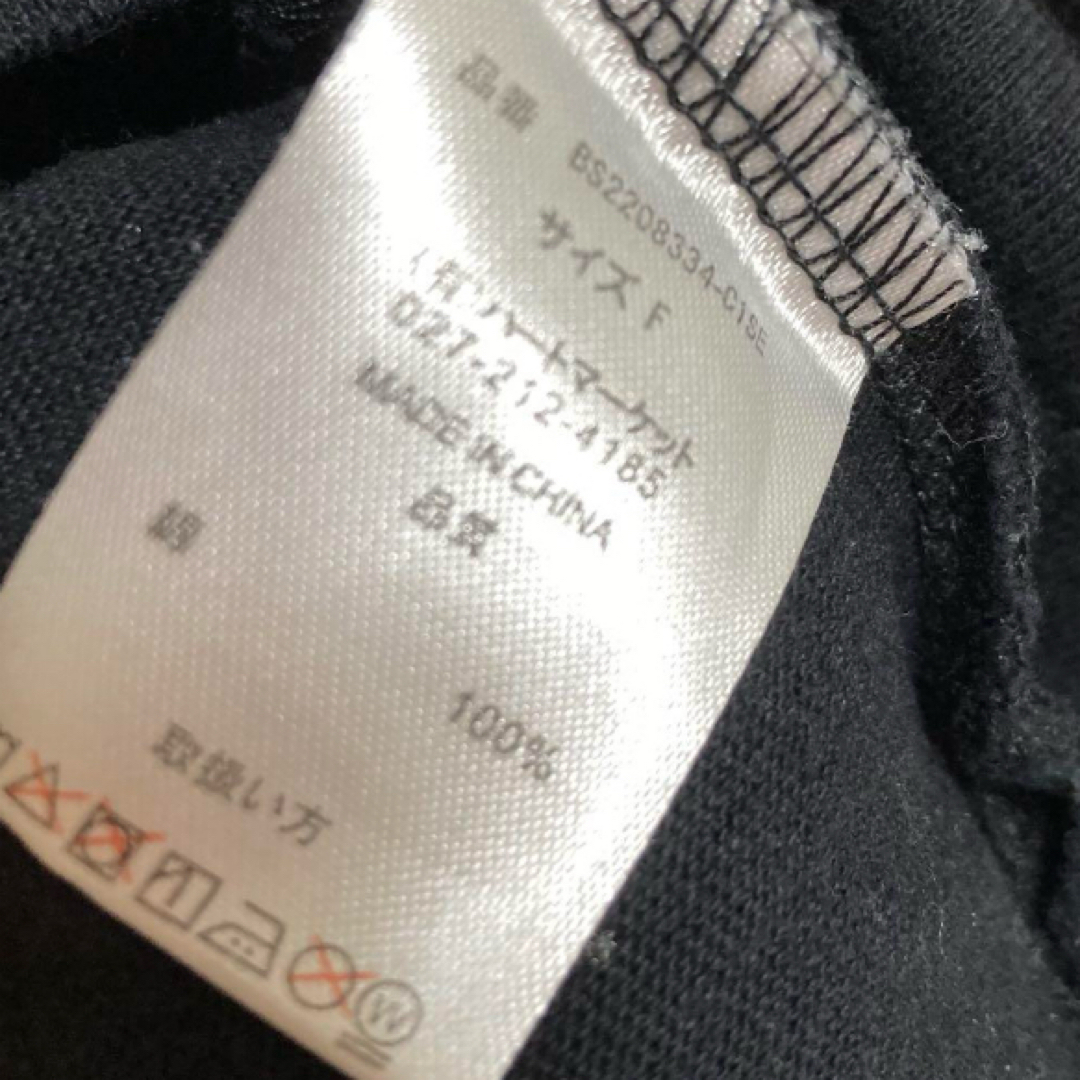 品番
BS2208334-C1SE
サイズ F
(有)ハートマーケット
027-212-4185
MADE IN CHINA
品質
綿
100%
取扱い方
W